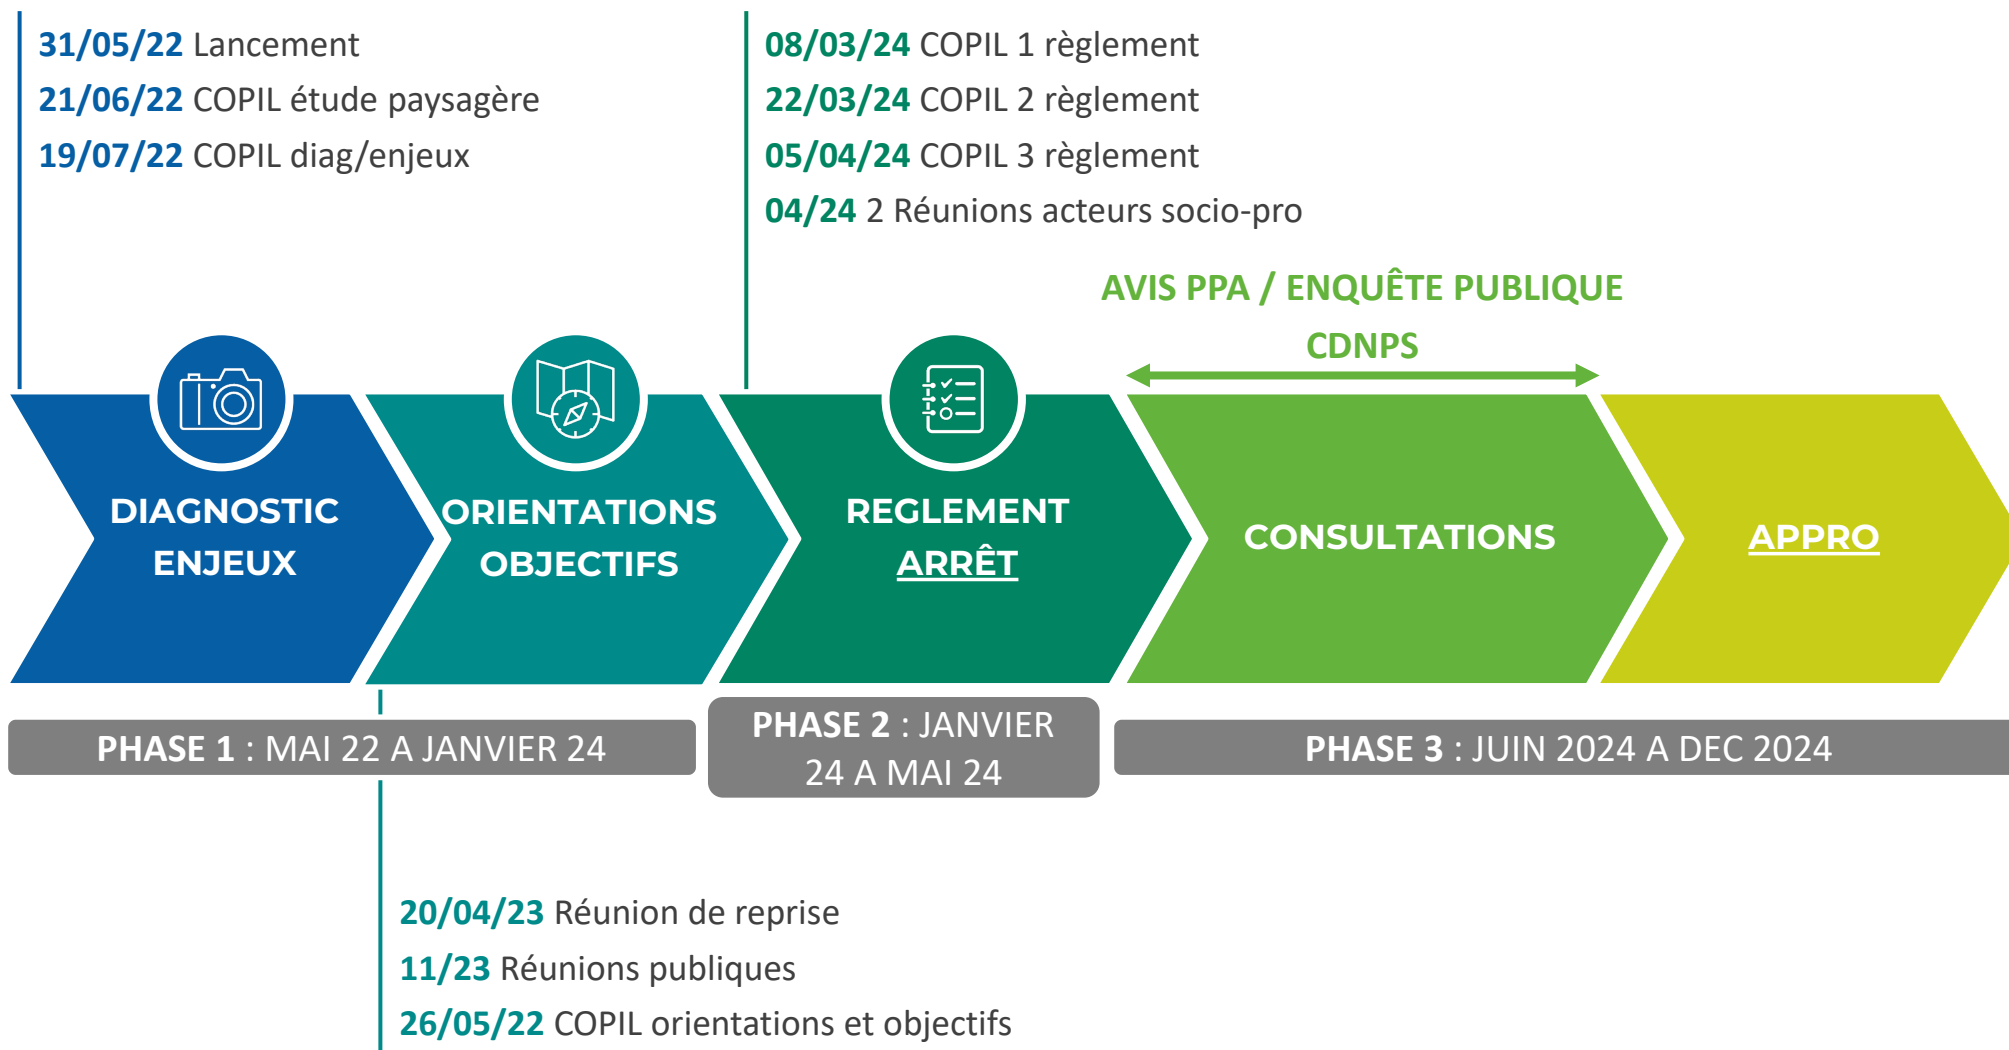 31/05/22 Lancement
21/06/22 COPIL étude paysagère
19/07/22 COPIL diag/enjeux
08/03/24 COPIL 1 règlement
22/03/24 COPIL 2 règlement
05/04/24 COPIL 3 règlement
04/24 2 Réunions acteurs socio-pro
AVIS PPA / ENQUÊTE PUBLIQUE
CDNPS
DIAGNOSTIC
ENJEUX
ORIENTATIONS
OBJECTIFS
REGLEMENT
ARRÊT
CONSULTATIONS
APPRO
PHASE 1 : MAI 22 A JANVIER 24
PHASE 2 : JANVIER
24 A MAI 24
PHASE 3 : JUIN 2024 A DEC 2024
20/04/23 Réunion de reprise
11/23 Réunions publiques
26/05/22 COPIL orientations et objectifs